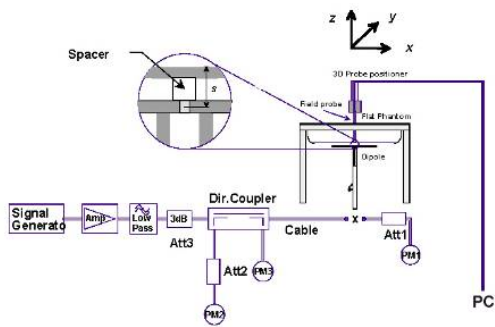 z
y
x
Spacer
s
3D Probe positioner
Field probe
Flat Phantom
Dipole
Dir.Coupler
Signal
Generato
Amp
Low
Pass
3dB
Att3
Cable
x
Att1
PM1
Att2
PM3
PM2
PC